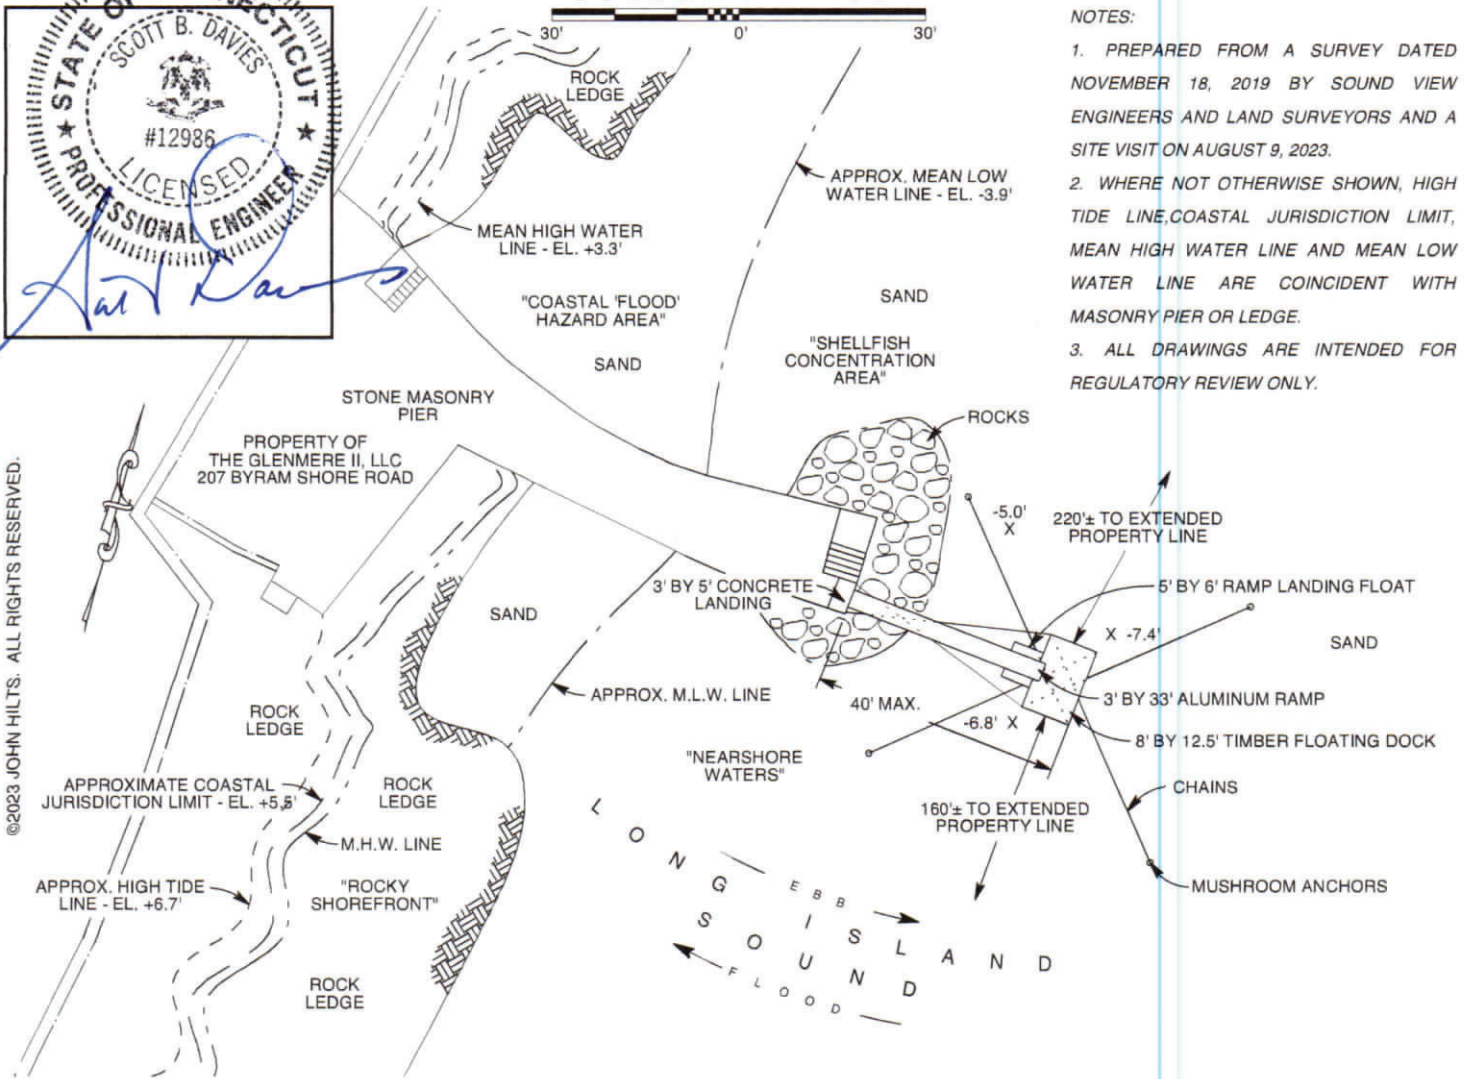 STATE OF CONNECTICUT
SCOTT B. DAVIES
#12986
LICENSED
PROFESSIONAL ENGINEER
30'
0'
30'
NOTES:
1. PREPARED FROM A SURVEY DATED
NOVEMBER 18, 2019 BY SOUND VIEW
ENGINEERS AND LAND SURVEYORS AND A
SITE VISIT ON AUGUST 9, 2023.
2. WHERE NOT OTHERWISE SHOWN, HIGH
TIDE LINE,COASTAL JURISDICTION LIMIT,
MEAN HIGH WATER LINE AND MEAN LOW
WATER LINE ARE COINCIDENT WITH
MASONRY PIER OR LEDGE.
3. ALL DRAWINGS ARE INTENDED FOR
REGULATORY REVIEW ONLY.
ROCK
LEDGE
APPROX. MEAN LOW
WATER LINE - EL. -3.9'
MEAN HIGH WATER
LINE - EL. +3.3'
"COASTAL 'FLOOD'
HAZARD AREA"
SAND
SAND
"SHELLFISH
CONCENTRATION
AREA"
STONE MASONRY
PIER
PROPERTY OF
THE GLENMERE II, LLC
207 BYRAM SHORE ROAD
ROCKS
-5.0'
X
220'± TO EXTENDED
PROPERTY LINE
3' BY 5' CONCRETE
LANDING
5' BY 6' RAMP LANDING FLOAT
SAND
X -7.4'
SAND
APPROX. M.L.W. LINE
40' MAX.
3' BY 33' ALUMINUM RAMP
-6.8' X
8' BY 12.5' TIMBER FLOATING DOCK
ROCK
LEDGE
"NEARSHORE
WATERS"
CHAINS
APPROXIMATE COASTAL
JURISDICTION LIMIT - EL. +5.5'
ROCK
LEDGE
160'± TO EXTENDED
PROPERTY LINE
M.H.W. LINE
APPROX. HIGH TIDE
LINE - EL. +6.7'
"ROCKY
SHOREFRONT"
MUSHROOM ANCHORS
LONG ISLAND
SOUND
EBB
FLOOD
ROCK
LEDGE
©2023 JOHN HILTS. ALL RIGHTS RESERVED.